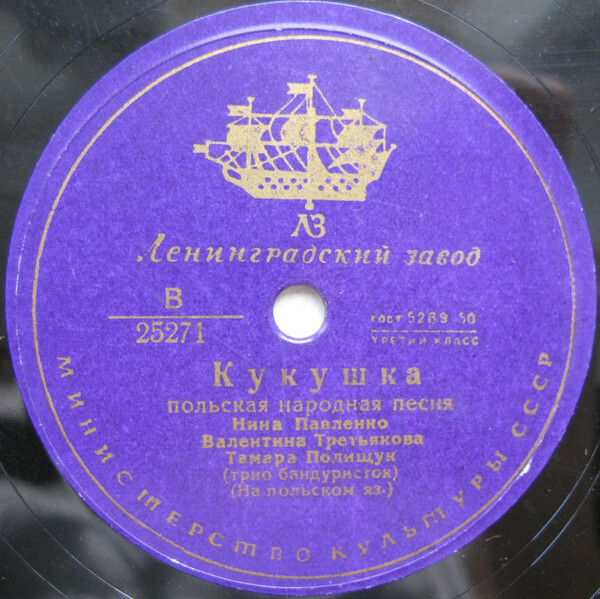 ЛЗ
Ленинградский завод
В
25271
ГОСТ 5289-50
ТРЕТИЙ КЛАСС
Кукушка
ПОЛЬСКАЯ НАРОДНАЯ ПЕСНЯ
Нина Павленко
Валентина Третьякова
Тамара Полищук
(трио бандуристок)
(На польском яз.)
МИНИСТЕРСТВО КУЛЬТУРЫ СССР